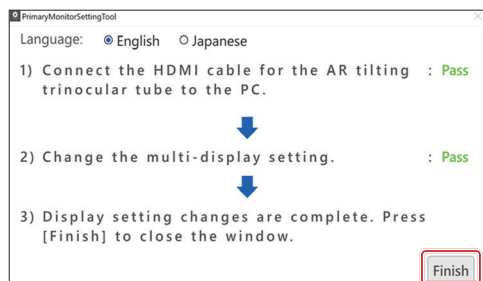 PrimaryMonitorSettingTool
Language: English Japanese
1) Connect the HDMI cable for the AR tilting : Pass
trinocular tube to the PC.
2) Change the multi-display setting. : Pass
3) Display setting changes are complete. Press
[Finish] to close the window.
Finish